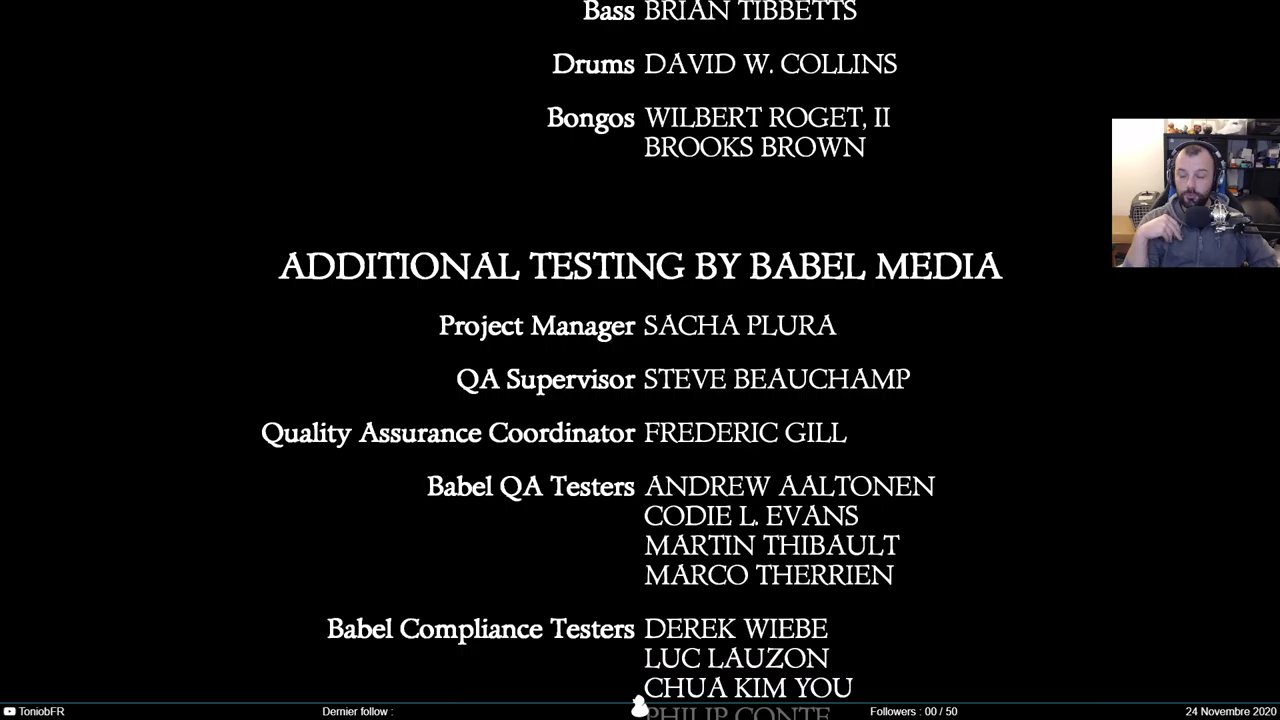 Bass BRIAN TIBBETTS
Drums DAVID W. COLLINS
Bongos WILBERT ROGET, II
BROOKS BROWN
ADDITIONAL TESTING BY BABEL MEDIA
Project Manager SACHA PLURA
QA Supervisor STEVE BEAUCHAMP
Quality Assurance Coordinator FREDERIC GILL
Babel QA Testers ANDREW AALTONEN
CODIE L. EVANS
MARTIN THIBAULT
MARCO THERRIEN
Babel Compliance Testers DEREK WIEBE
LUC LAUZON
CHUA KIM YOU
PHILIP CONTE
ToniobFR Dernier follow : Followers : 00 / 50 24 Novembre 2020